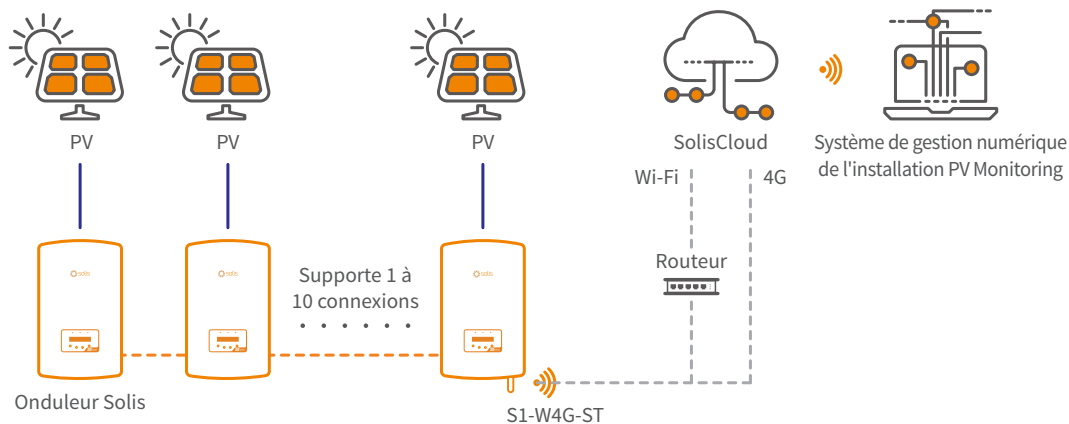 PV
PV
PV
SolisCloud
Système de gestion numérique
de l'installation PV Monitoring
Wi-Fi
4G
Routeur
solis
solis
solis
Supporte 1 à
10 connexions
Onduleur Solis
S1-W4G-ST